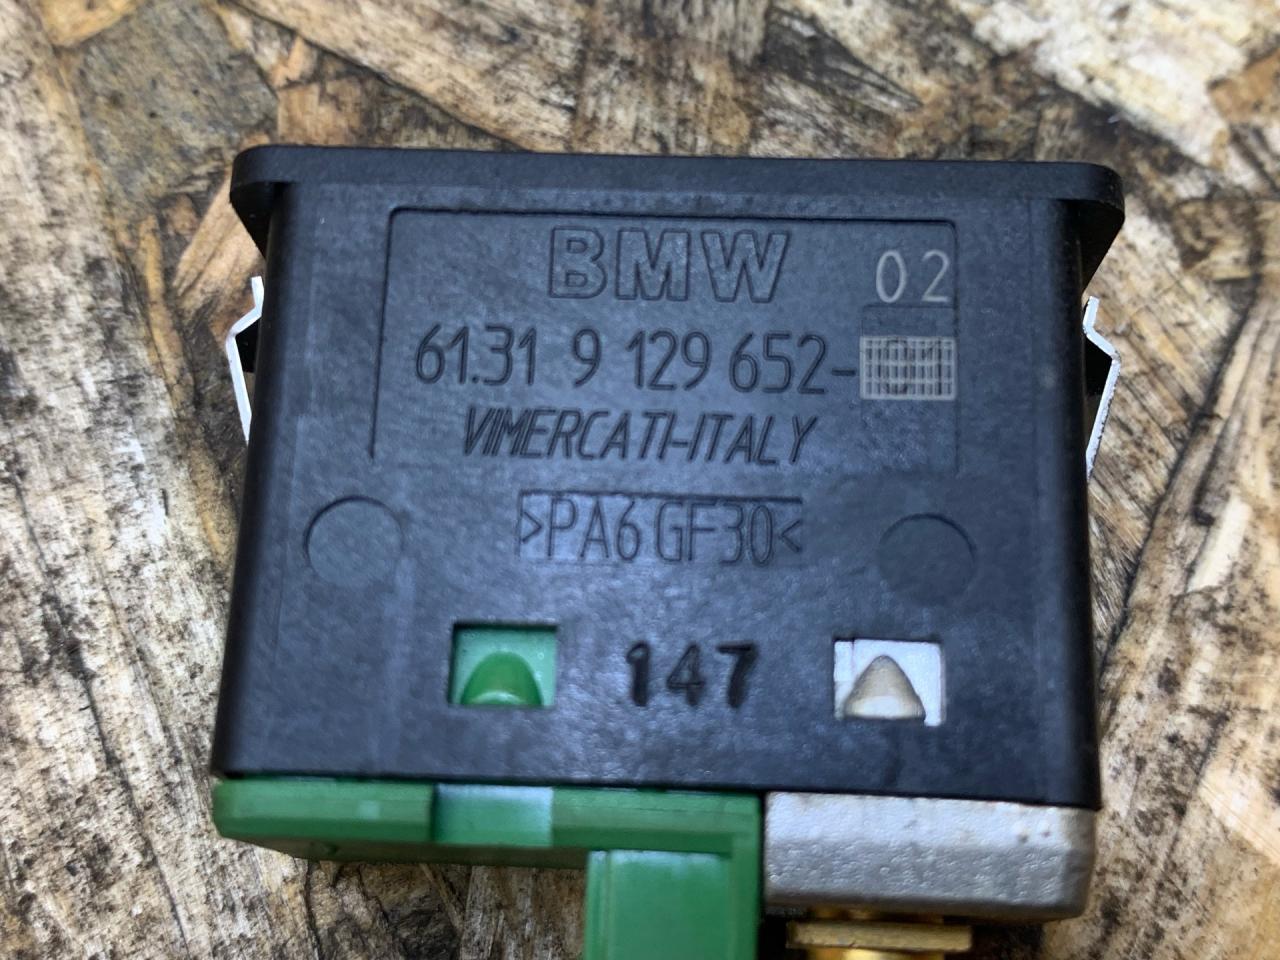 BMW
02
61.31 9 129 652-
VIMERCATI-ITALY
>PA6 GF30<
147